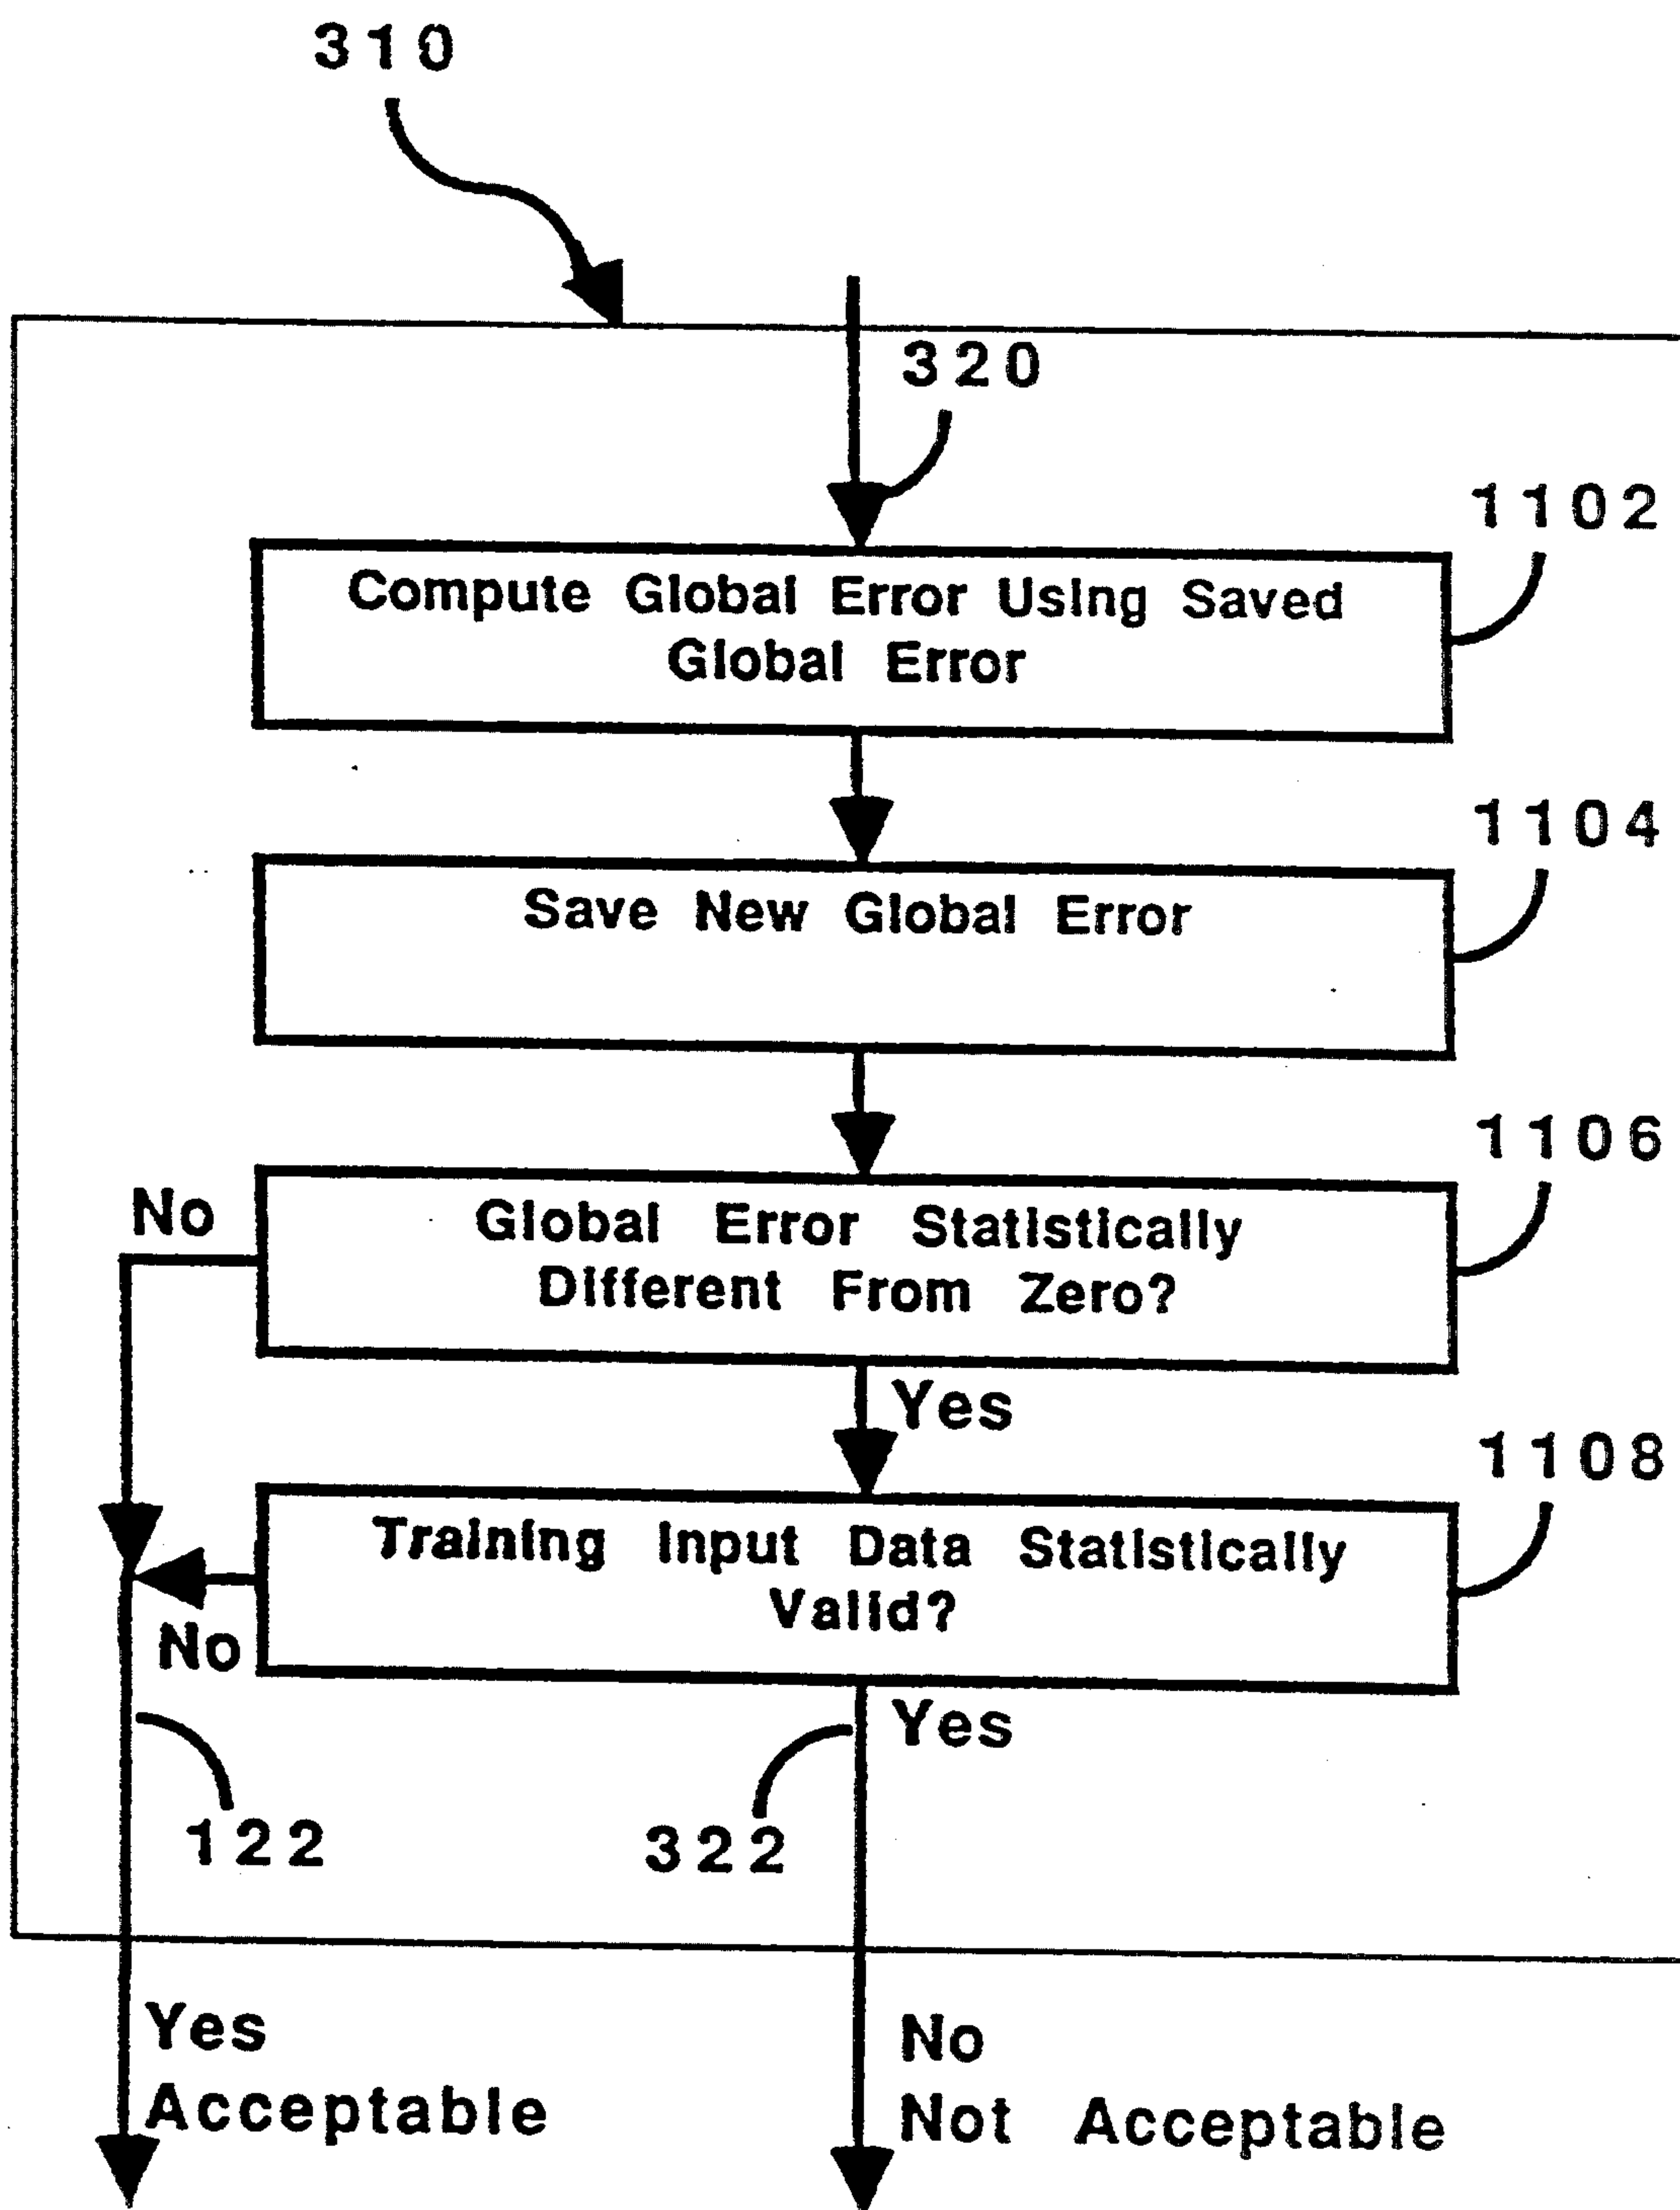 310
320
1102
Compute Global Error Using Saved
Global Error
1104
Save New Global Error
1106
No
Global Error Statistically
Different From Zero?
Yes
1108
Training Input Data Statistically
Valid?
No
Yes
122
322
Yes
Acceptable
No
Not Acceptable